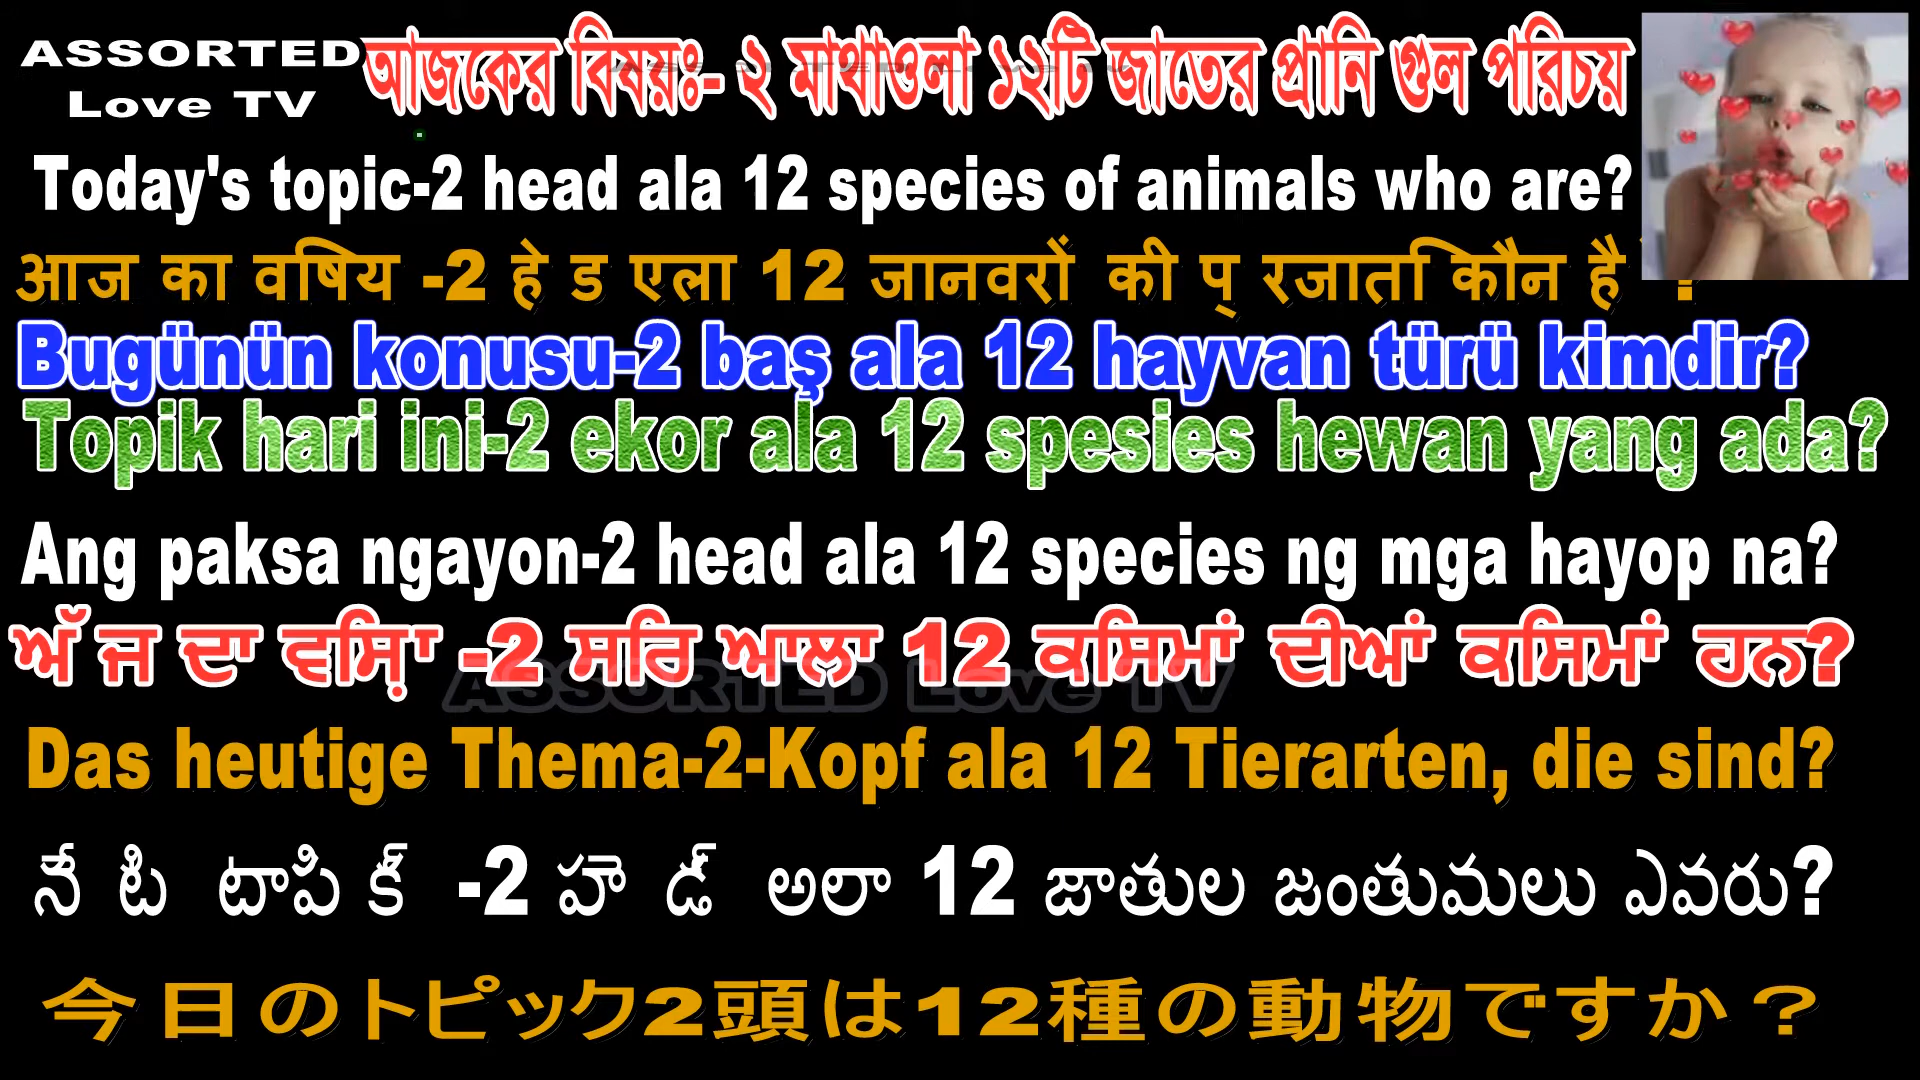 ASSORTED
Love TV
আজকের বিষয়ঃ- ২ মাথাওলা ১২টি জাতের প্রানি গুল পরিচয়
Today's topic-2 head ala 12 species of animals who are?
आज का वषिय -2 हे ड एला 12 जानवरों की प् रजातिा कौन है ?
Bugünün konusu-2 baş ala 12 hayvan türü kimdir?
Topik hari ini-2 ekor ala 12 spesies hewan yang ada?
Ang paksa ngayon-2 head ala 12 species ng mga hayop na?
ਅੱ ਜ ਦਾ ਵਸ਼ਿਾ -2 ਸਰਿ ਆਲਾ 12 ਕਸਿਮਾਂ ਦੀਆਂ ਕਸਿਮਾਂ ਹਨ?
ASSORTED Love TV
Das heutige Thema-2-Kopf ala 12 Tierarten, die sind?
నే టి టాపి క్ -2 హె డ్ అలా 12 జాతుల జంతుమలు ఎవరు?
今日のトピック2頭は12種の動物ですか？